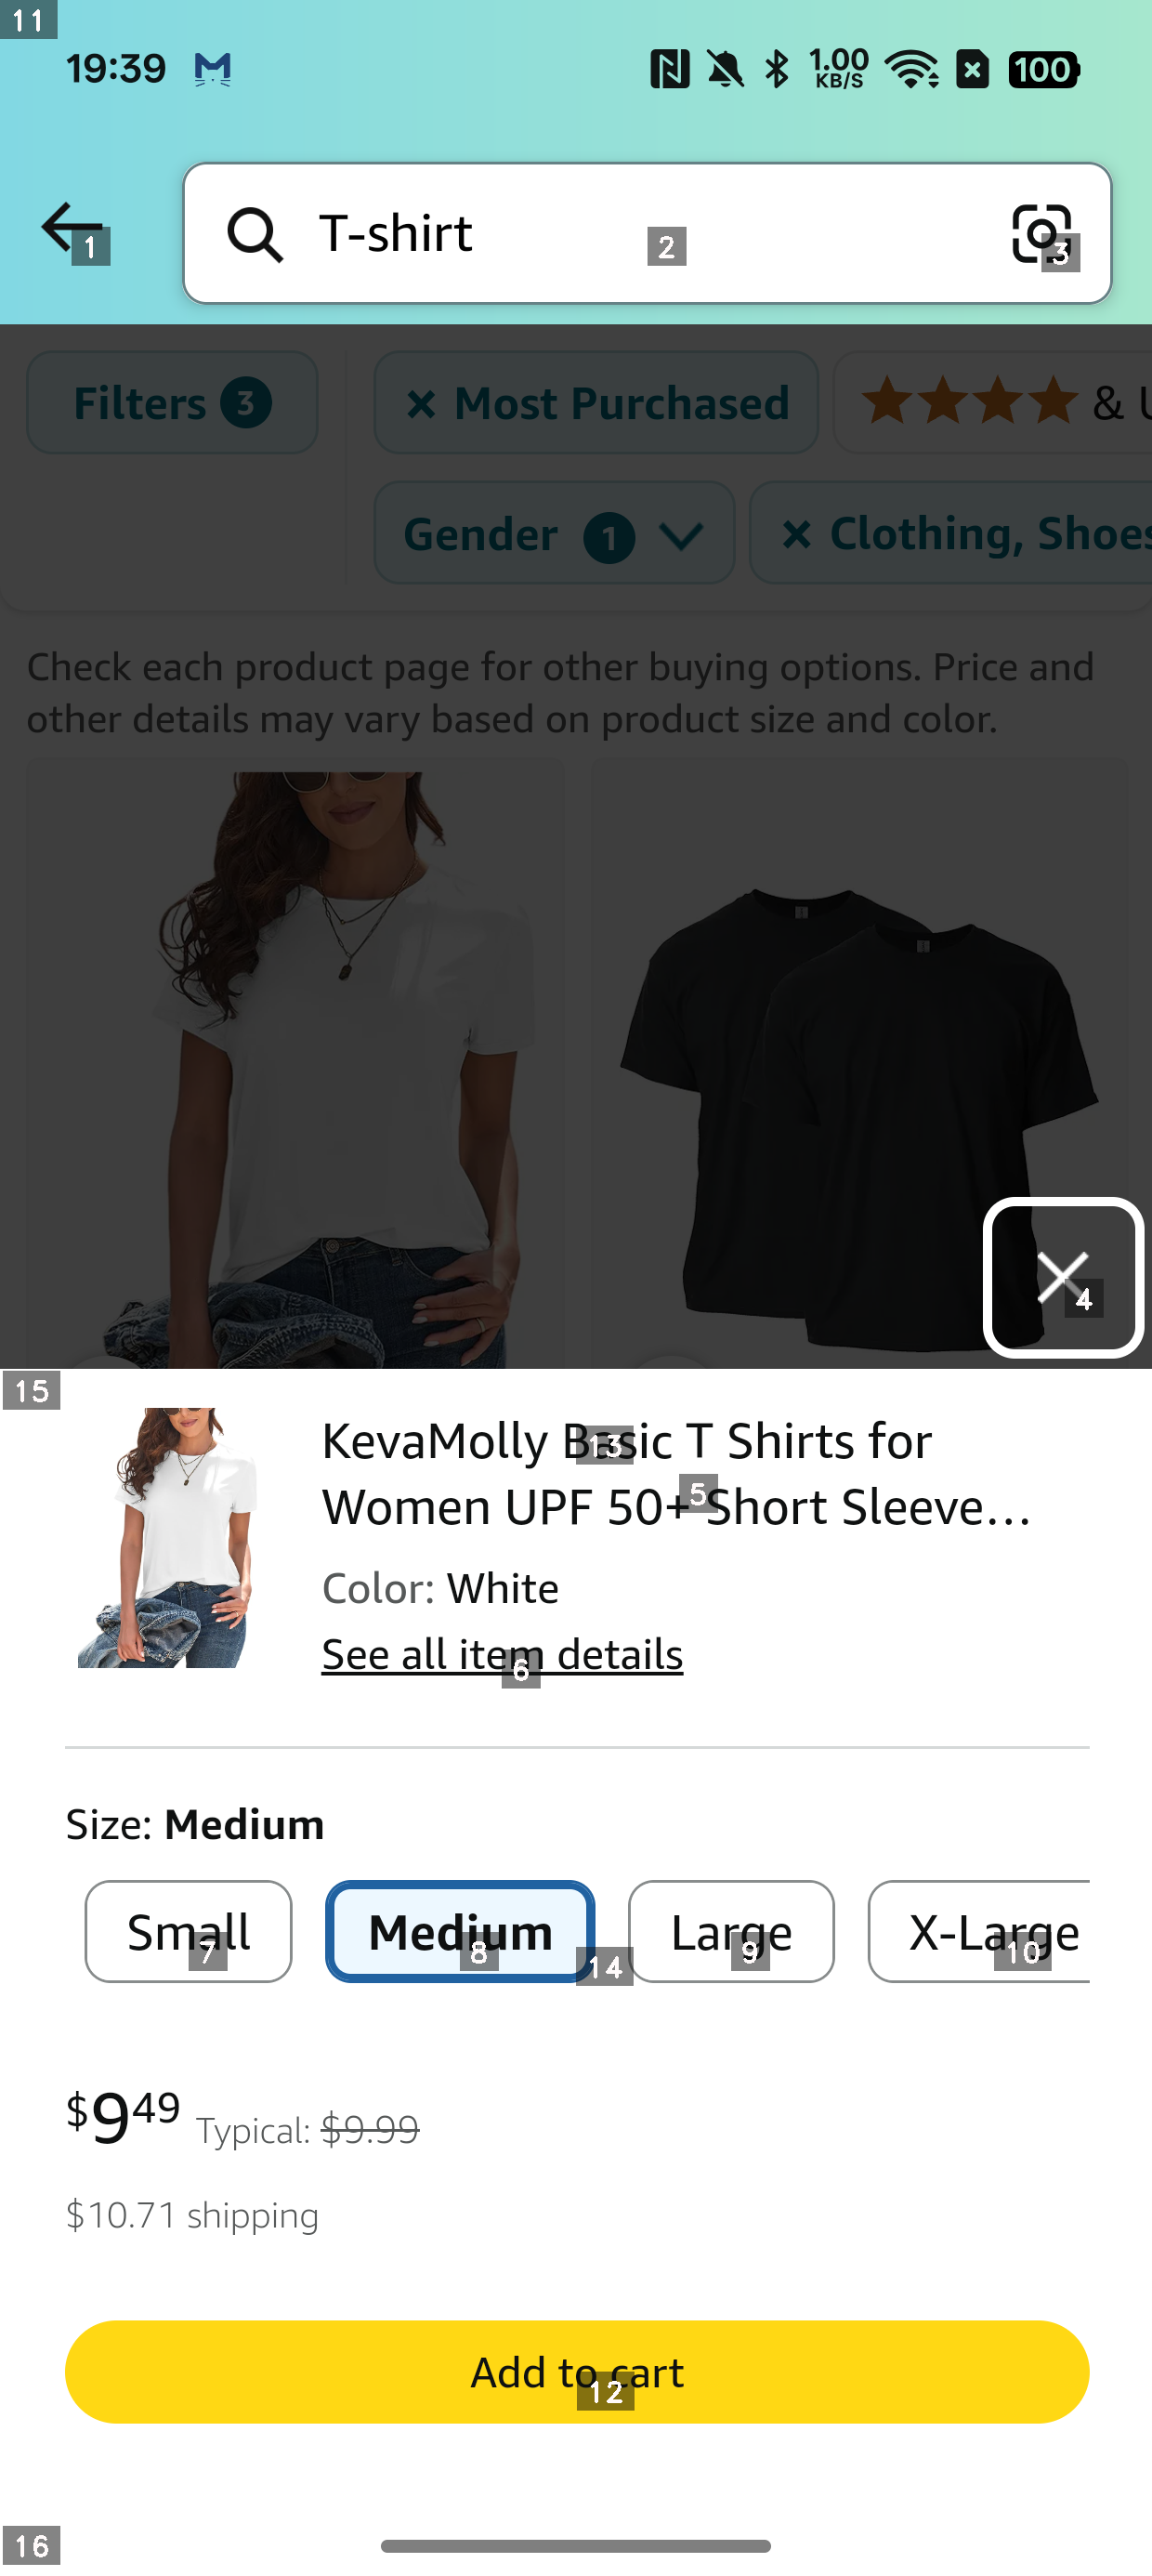 11
19:39
1.00
KB/S
100
T-shirt
1
2
3
Filters 3
× Most Purchased
& U
Gender 1
× Clothing, Shoes
Check each product page for other buying options. Price and
other details may vary based on product size and color.
4
15
KevaMolly Basic T Shirts for
13
Women UPF 50+ Short Sleeve...
5
Color: White
See all item details
6
Size: Medium
Small
Medium
Large
X-Large
7
8
14
9
10
$9.49 Typical: $9.99
$10.71 shipping
Add to cart
12
16